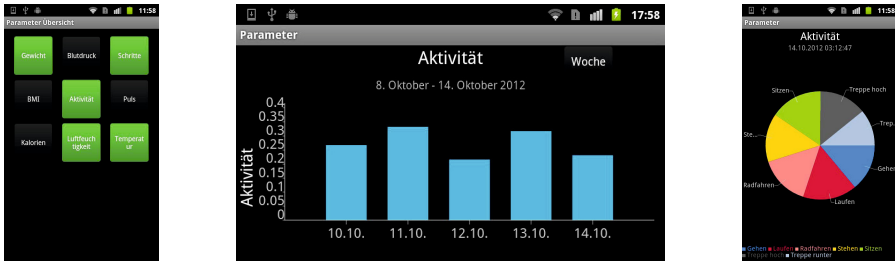 11:58
Parameter Übersicht
Gewicht
Blutdruck
Schritte
BMI
Aktivität
Puls
Kalorien
Luftfeuch
tigkeit
Temperat
ur
17:58
Parameter
Aktivität
Woche
8. Oktober - 14. Oktober 2012
Aktivität
0.4
0.35
0.3
0.25
0.2
0.15
0.1
0.05
0
10.10.
11.10.
12.10.
13.10.
14.10.
11:58
Parameter
Aktivität
14.10.2012 03:12:47
Sitzen
Treppe hoch
Ste...
Trep...
Radfahren
Gehen
Laufen
Gehen Laufen Radfahren Stehen Sitzen
Treppe hoch Treppe runter